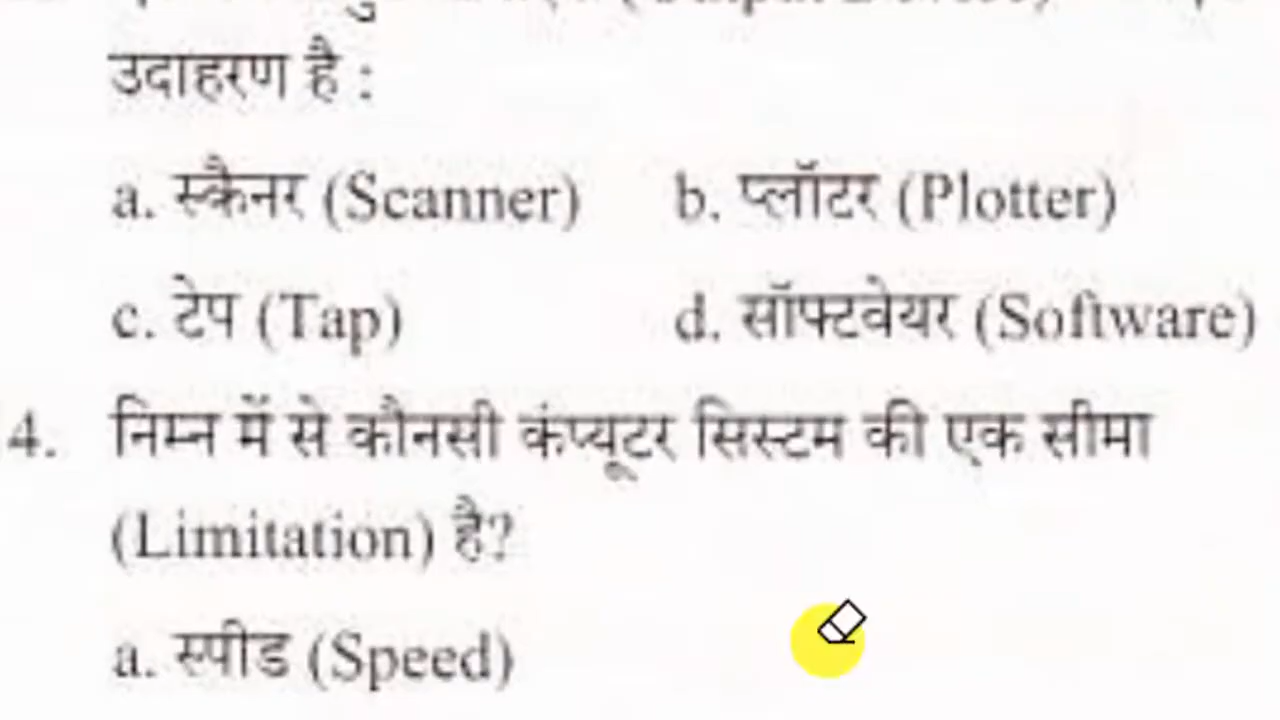 उदाहरण है :
a. स्कैनर (Scanner) b. प्लॉटर (Plotter)
c. टेप (Tap) d. सॉफ्टवेयर (Software)
4. निम्न में से कौनसी कंप्यूटर सिस्टम की एक सीमा
(Limitation) है?
a. स्पीड (Speed)